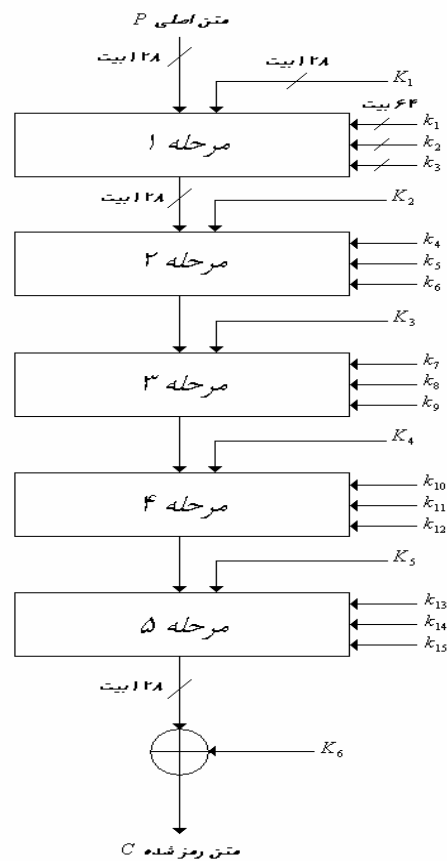 متن اصلی P
۱۲۸ بیت
۱۲۸ بیت
K₁
۶۴ بیت
k₁
k₂
k₃
مرحله ۱
۱۲۸ بیت
K₂
k₄
k₅
k₆
مرحله ۲
K₃
k₇
k₈
k₉
مرحله ۳
K₄
k₁₀
k₁₁
k₁₂
مرحله ۴
K₅
k₁₃
k₁₄
k₁₅
مرحله ۵
۱۲۸ بیت
K₆
متن رمز شده C